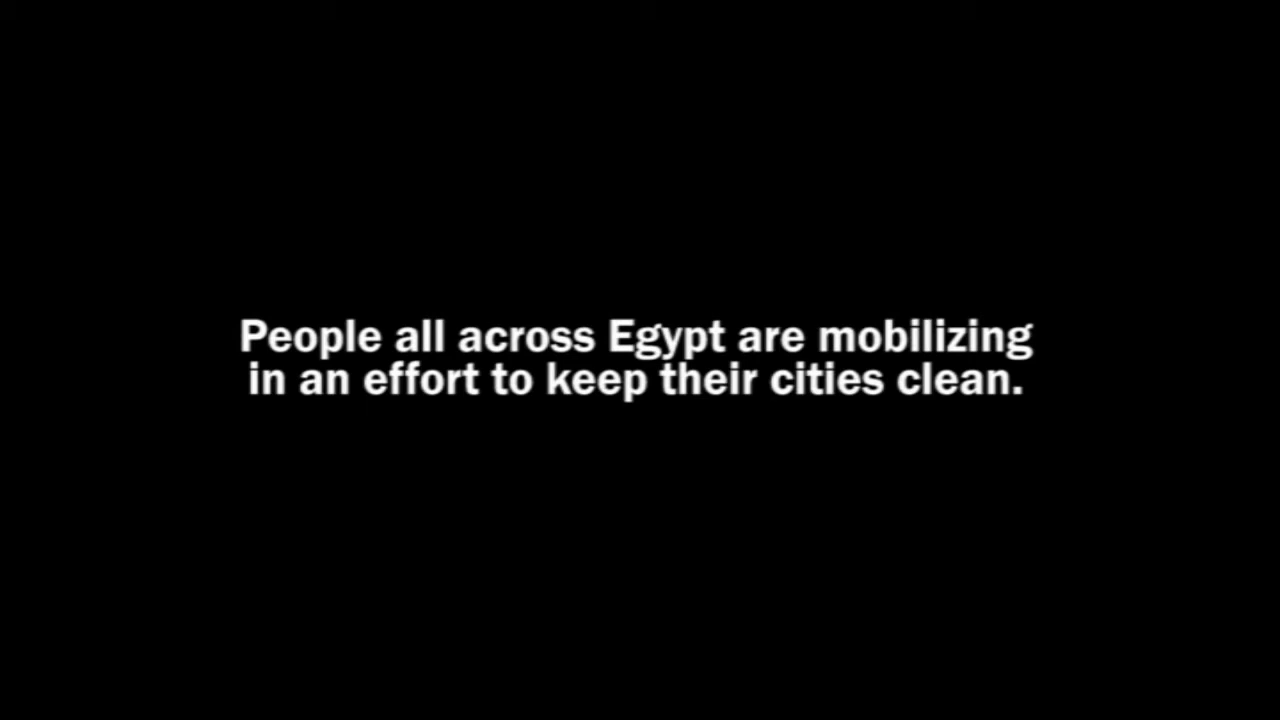 People all across Egypt are mobilizing
in an effort to keep their cities clean.